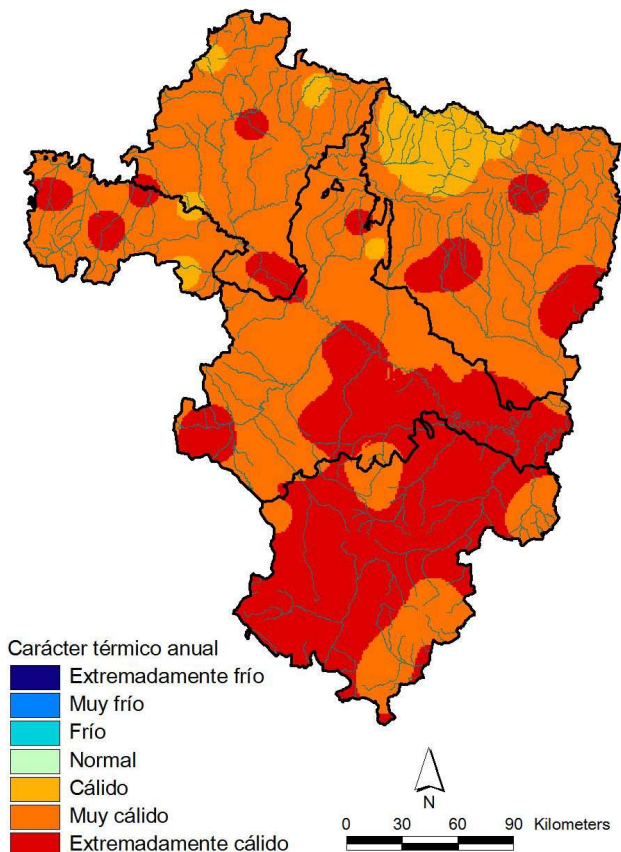 Carácter térmico anual
Extremadamente frío
Muy frío
Frío
Normal
Cálido
Muy cálido
Extremadamente cálido
N
0 30 60 90 Kilometers